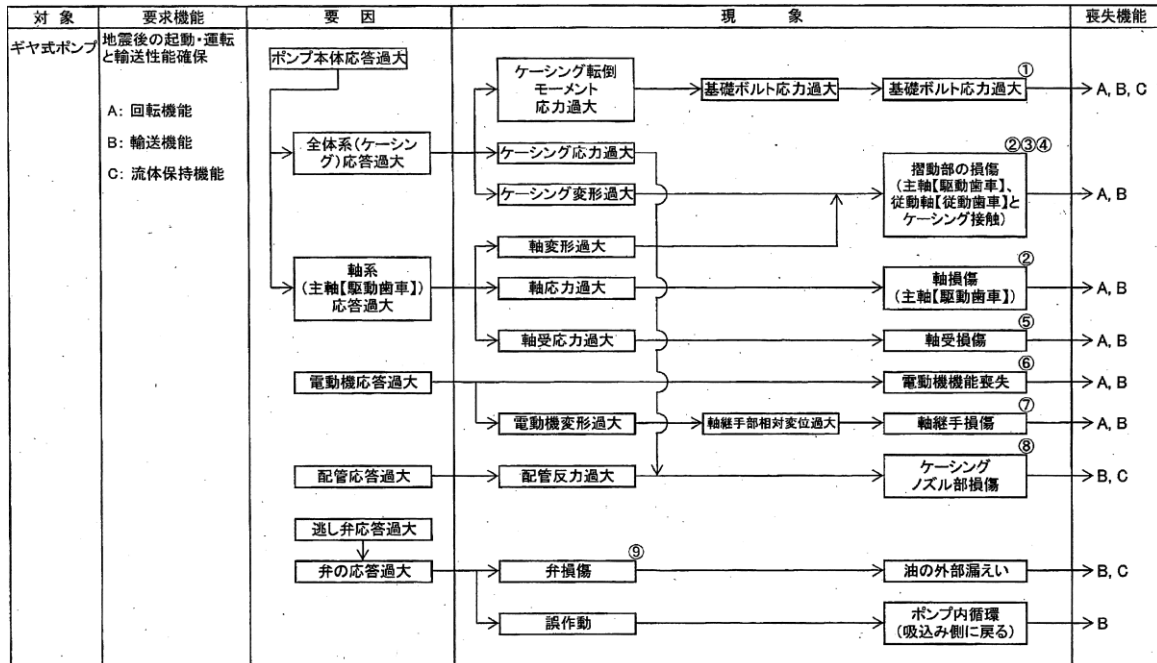 対象
要求機能
要因
現象
喪失機能
ギヤ式ポンプ
地震後の起動・運転
と輸送性能確保
A: 回転機能
B: 輸送機能
C: 流体保持機能
ポンプ本体応答過大
全体系(ケーシン
グ)応答過大
ケーシング転倒
モーメント
応力過大
基礎ボルト応力過大
①
基礎ボルト応力過大
A, B, C
ケーシング応力過大
ケーシング変形過大
②③④
摺動部の損傷
(主軸【駆動歯車】、
従動軸【従動歯車】と
ケーシング接触)
A, B
軸系
(主軸【駆動歯車】)
応答過大
軸変形過大
軸応力過大
②
軸損傷
(主軸【駆動歯車】)
A, B
軸受応力過大
⑤
軸受損傷
A, B
電動機応答過大
⑥
電動機機能喪失
A, B
電動機変形過大
軸継手部相対変位過大
⑦
軸継手損傷
A, B
配管応答過大
配管反力過大
⑧
ケーシング
ノズル部損傷
B, C
逃し弁応答過大
弁の応答過大
⑨
弁損傷
油の外部漏えい
B, C
誤作動
ポンプ内循環
(吸込み側に戻る)
B